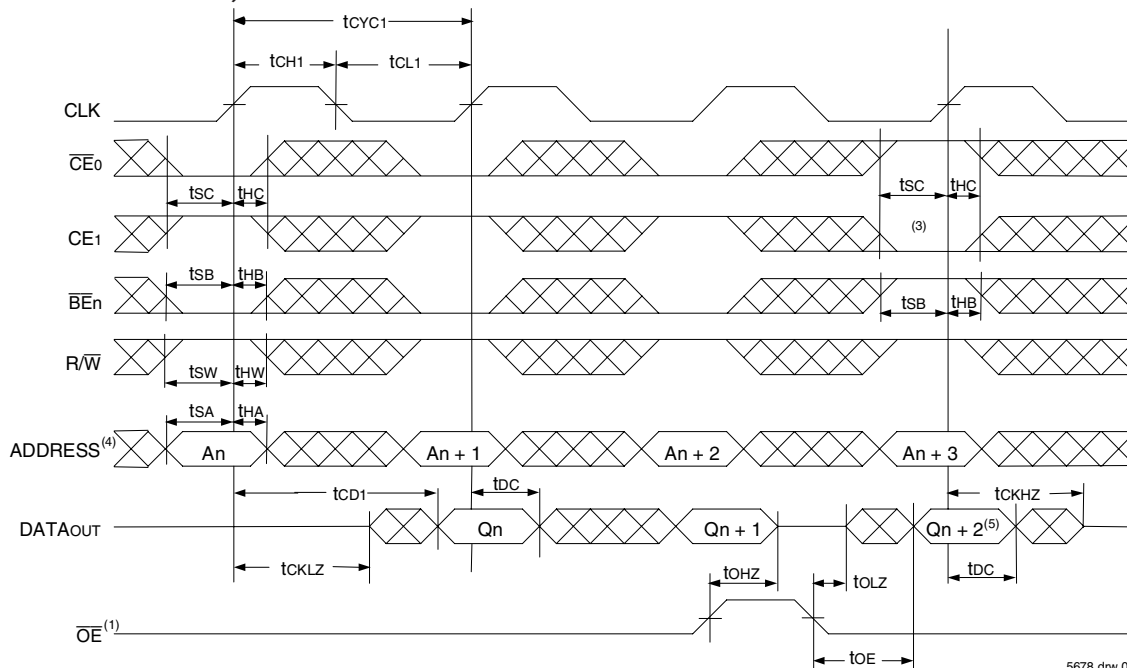 tCYC1
tCH1 tCL1
CLK
CE0
tSC tHC tSC tHC
CE1 (3)
tSB tHB
BEn
tSB tHB
R/W
tSW tHW
tSA tHA
ADDRESS(4) An An + 1 An + 2 An + 3
tCD1 tDC tCKHZ
DATAOUT Qn Qn + 1 Qn + 2(5)
tCKLZ tOHZ tOLZ tDC
OE(1)
tOE